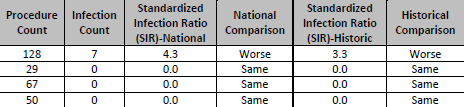 Procedure Count Infection Count Standardized Infection Ratio (SIR)-National National Comparison Standardized Infection Ratio (SIR)-Historic Historical Comparison
128 7 4.3 Worse 3.3 Worse
29 0 0.0 Same 0.0 Same
67 0 0.0 Same 0.0 Same
50 0 0.0 Same 0.0 Same